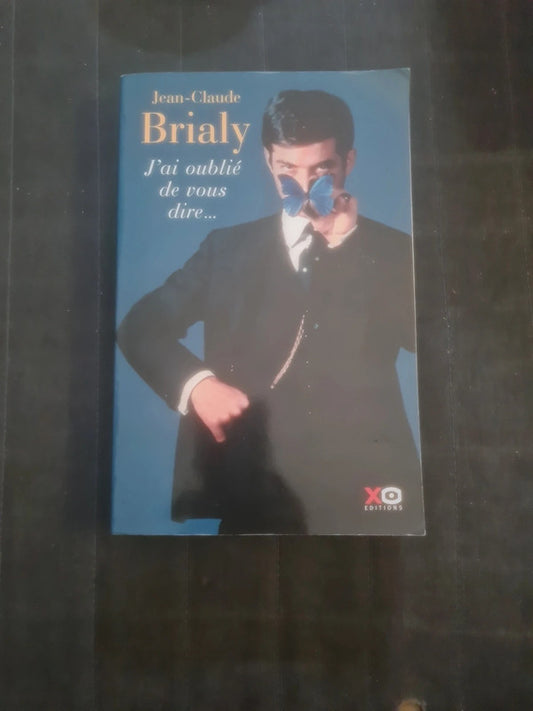 Jean-Claude
Brialy
J'ai oublié
de vous
dire...
XO
EDITIONS